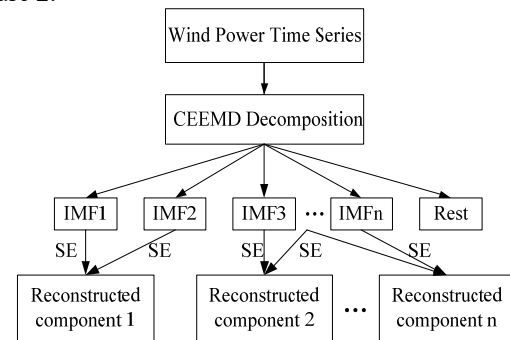 Wind Power Time Series
CEEMD Decomposition
IMF1 IMF2 IMF3 ... IMFn Rest
SE SE SE SE
Reconstructed component 1
Reconstructed component 2
...
Reconstructed component n